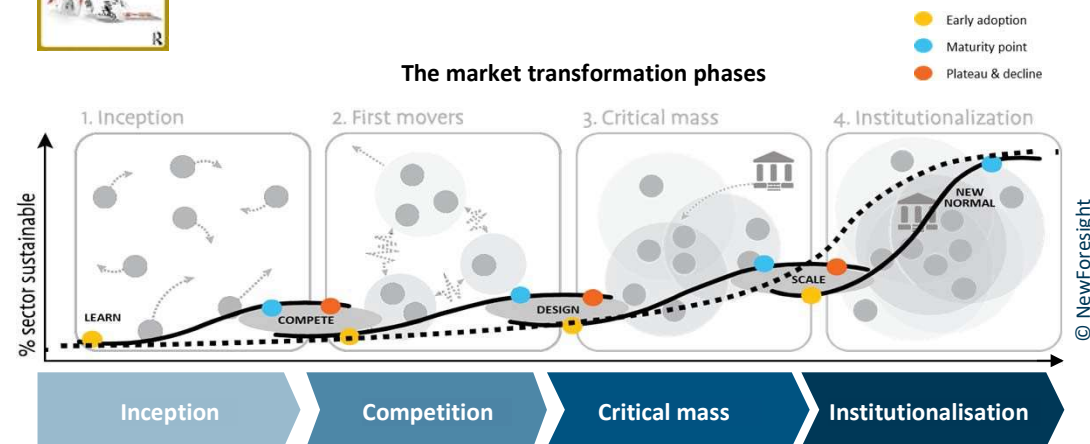 R
Early adoption
Maturity point
Plateau & decline
The market transformation phases
1. Inception
2. First movers
3. Critical mass
4. Institutionalization
% sector sustainable
LEARN
COMPETE
DESIGN
SCALE
NEW
NORMAL
© NewForesight
Inception
Competition
Critical mass
Institutionalisation